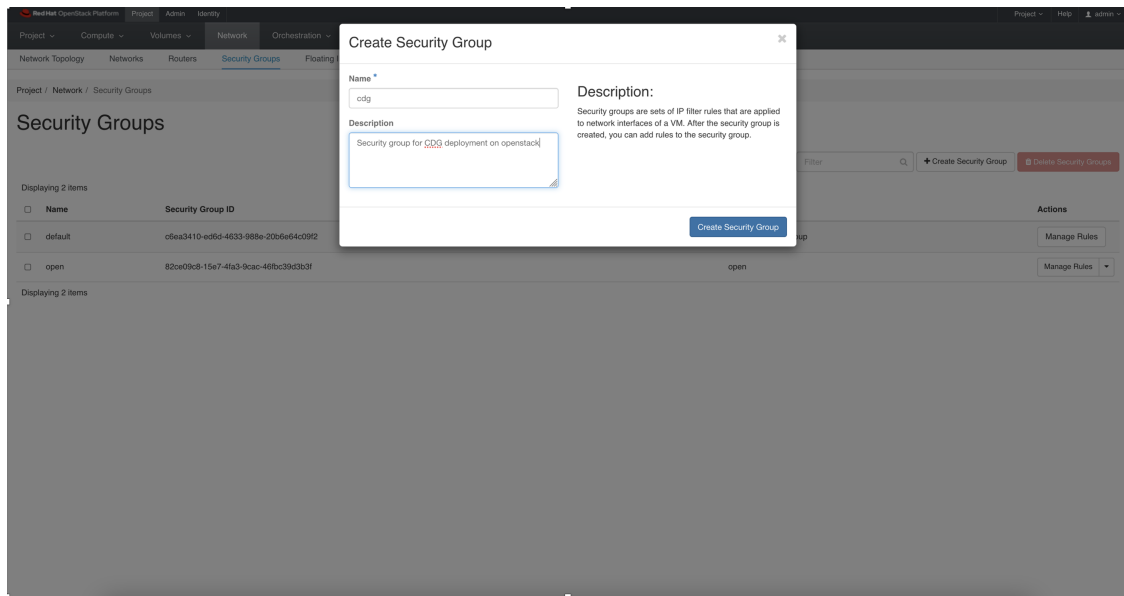 Red Hat OpenStack Platform Project Admin Identity Project Help admin
Project Compute Volumes Network Orchestration
Network Topology Networks Routers Security Groups Floating I
Project / Network / Security Groups
Security Groups
Filter + Create Security Group Delete Security Groups
Displaying 2 items
Name Security Group ID Actions
default c6ea3410-ed6d-4633-988e-20b6e64c09f2 up Manage Rules
open 82ce09c8-15e7-4fa3-9cac-46fbc39d3b3f open Manage Rules
Displaying 2 items
Create Security Group
Name *
cdg
Description
Security group for CDG deployment on openstack
Description:
Security groups are sets of IP filter rules that are applied
to network interfaces of a VM. After the security group is
created, you can add rules to the security group.
Create Security Group